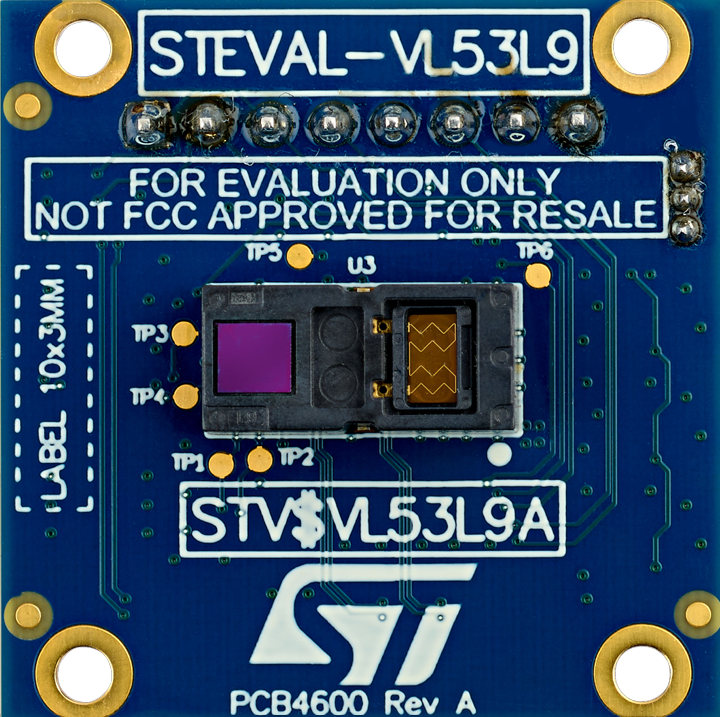 STEVAL-VL53L9
FOR EVALUATION ONLY
NOT FCC APPROVED FOR RESALE
TP5
U3
TP6
LABEL 10x3MM
TP3
TP4
TP1
TP2
STV$VL53L9A
ST
PCB4600 Rev A